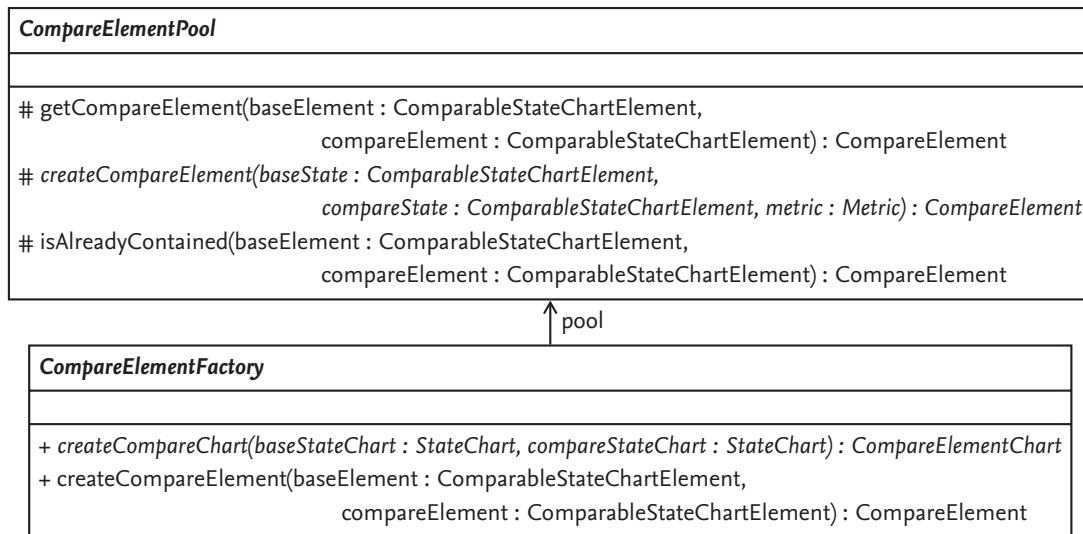 CompareElementPool
# getCompareElement(baseElement : ComparableStateChartElement,
compareElement : ComparableStateChartElement) : CompareElement
# createCompareElement(baseState : ComparableStateChartElement,
compareState : ComparableStateChartElement, metric : Metric) : CompareElement
# isAlreadyContained(baseElement : ComparableStateChartElement,
compareElement : ComparableStateChartElement) : CompareElement
pool
CompareElementFactory
+ createCompareChart(baseStateChart : StateChart, compareStateChart : StateChart) : CompareElementChart
+ createCompareElement(baseElement : ComparableStateChartElement,
compareElement : ComparableStateChartElement) : CompareElement